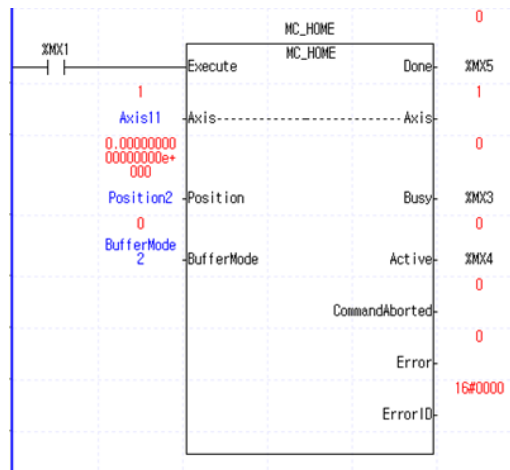 0
MC_HOME
%MX1
MC_HOME
Execute
Done
%MX5
1
1
Axis11
Axis
Axis
0.00000000
00000000e+
000
0
Position2
Position
Busy
%MX3
0
0
BufferMode
2
BufferMode
Active
%MX4
0
CommandAborted
0
Error
16#0000
ErrorID